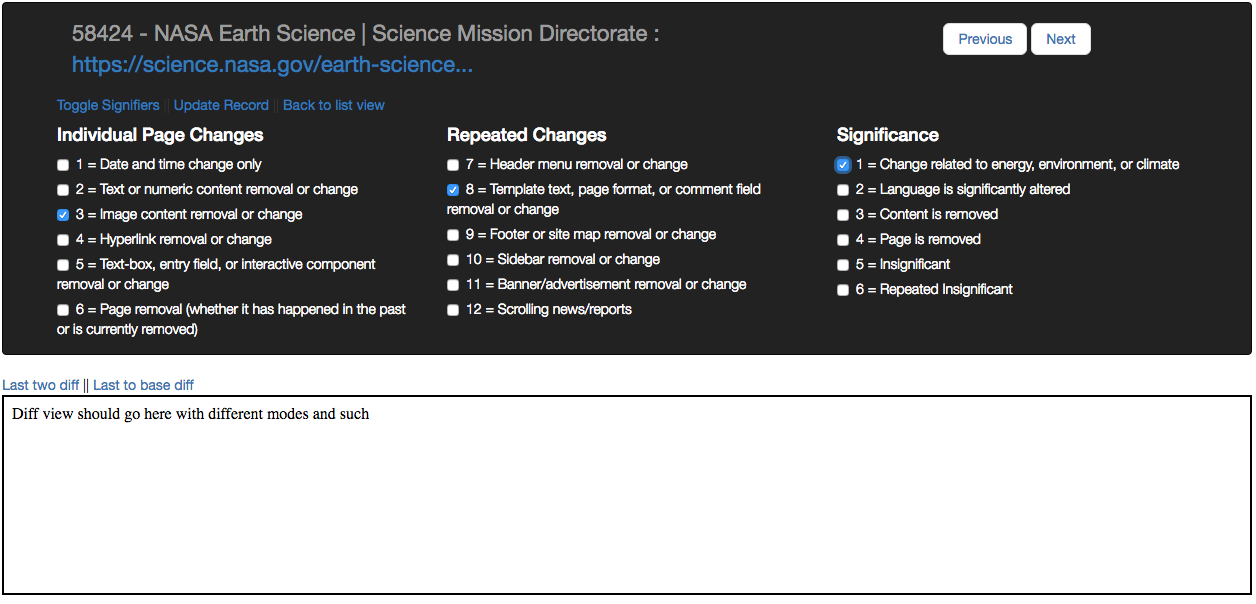 58424 - NASA Earth Science | Science Mission Directorate :
https://science.nasa.gov/earth-science...
Previous
Next
Toggle Signifiers || Update Record || Back to list view
Individual Page Changes
1 = Date and time change only
2 = Text or numeric content removal or change
3 = Image content removal or change
4 = Hyperlink removal or change
5 = Text-box, entry field, or interactive component
removal or change
6 = Page removal (whether it has happened in the past
or is currently removed)
Repeated Changes
7 = Header menu removal or change
8 = Template text, page format, or comment field
removal or change
9 = Footer or site map removal or change
10 = Sidebar removal or change
11 = Banner/advertisement removal or change
12 = Scrolling news/reports
Significance
1 = Change related to energy, environment, or climate
2 = Language is significantly altered
3 = Content is removed
4 = Page is removed
5 = Insignificant
6 = Repeated Insignificant
Last two diff || Last to base diff
Diff view should go here with different modes and such